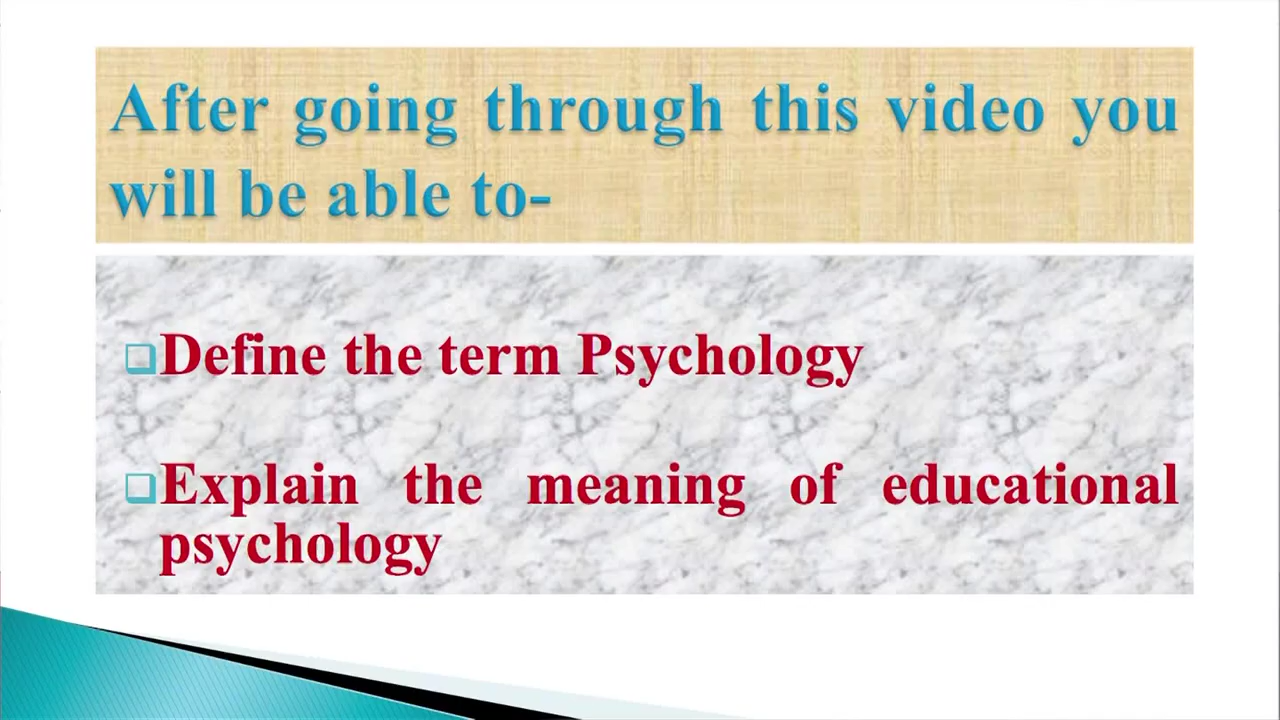 After going through this video you
will be able to-
Define the term Psychology
Explain the meaning of educational
psychology